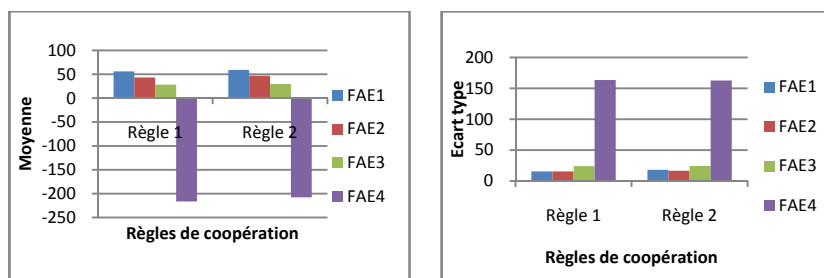 100
50
0
-50
-100
-150
-200
-250
Moyenne
Règle 1
Règle 2
Règles de coopération
FAE1
FAE2
FAE3
FAE4
200
150
100
50
0
Ecart type
Règle 1
Règle 2
Règles de coopération
FAE1
FAE2
FAE3
FAE4